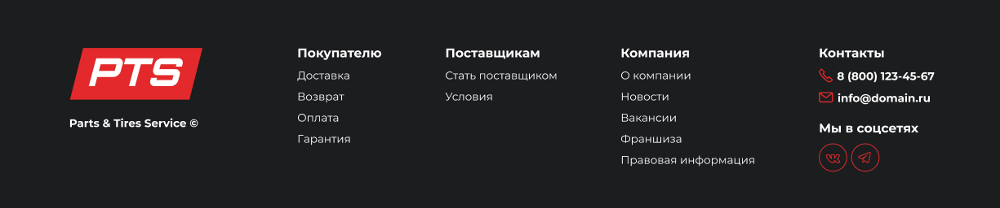 PTS
Parts & Tires Service ©
Покупателю
Доставка
Возврат
Оплата
Гарантия
Поставщикам
Стать поставщиком
Условия
Компания
О компании
Новости
Вакансии
Франшиза
Правовая информация
Контакты
8 (800) 123-45-67
info@domain.ru
Мы в соцсетях